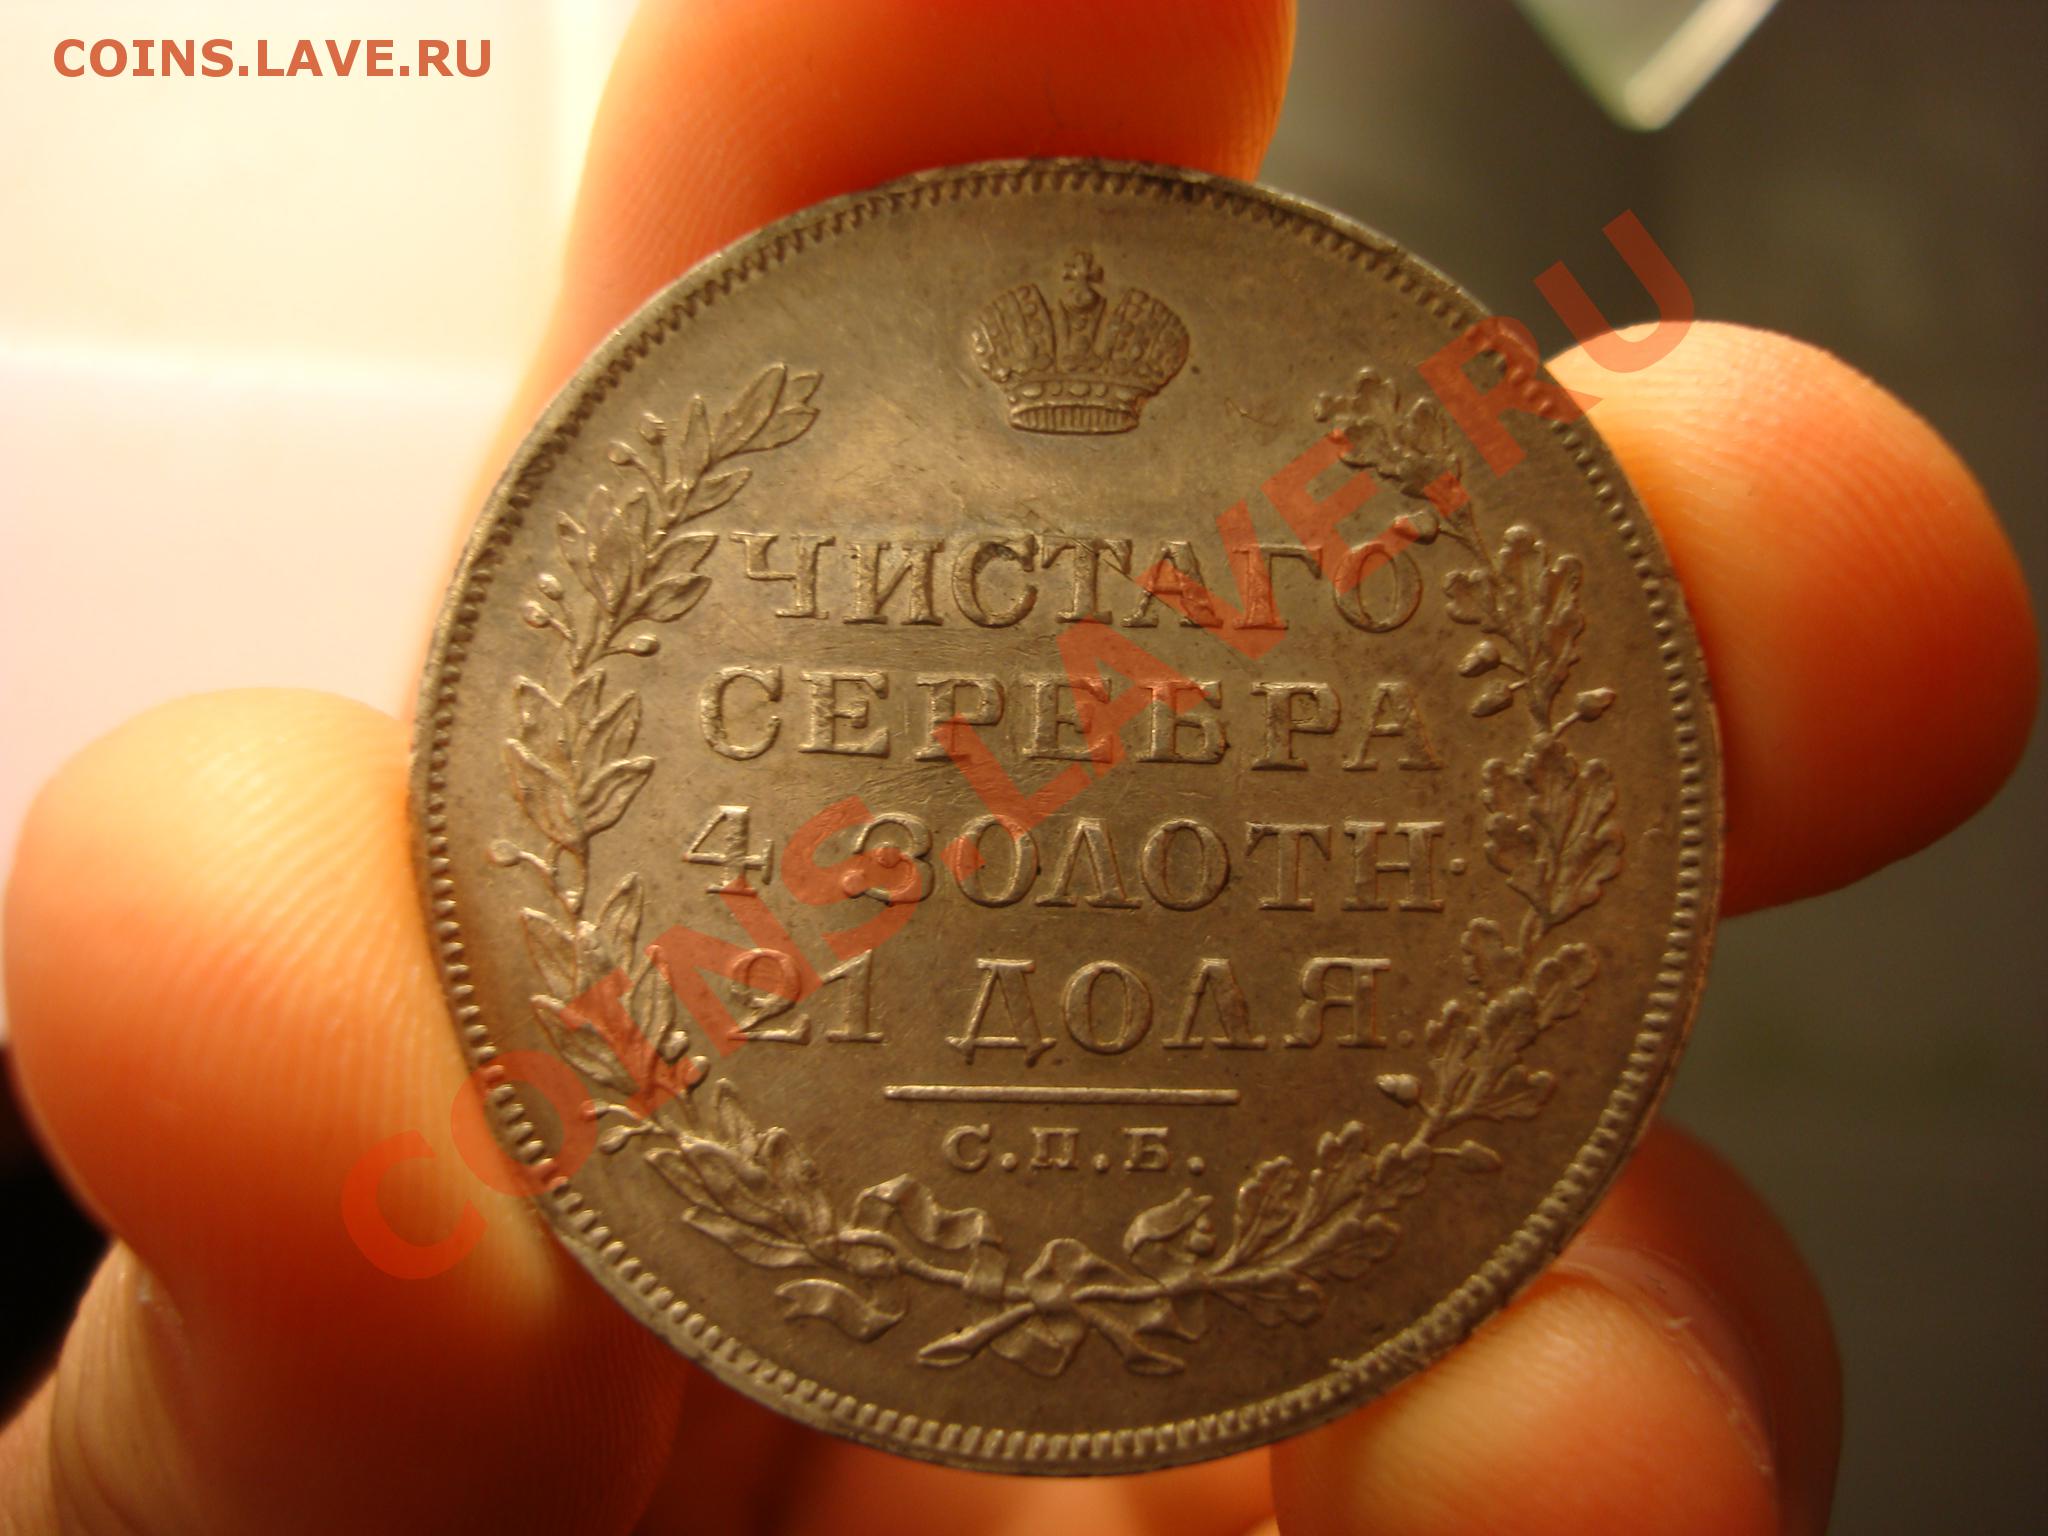 COINS.LAVE.RU
ЧИСТАГО
СЕРЕБРА
4 ЗОЛОТН.
21 ДОЛЯ.
С.П.Б.
COINS.LAVE.RU